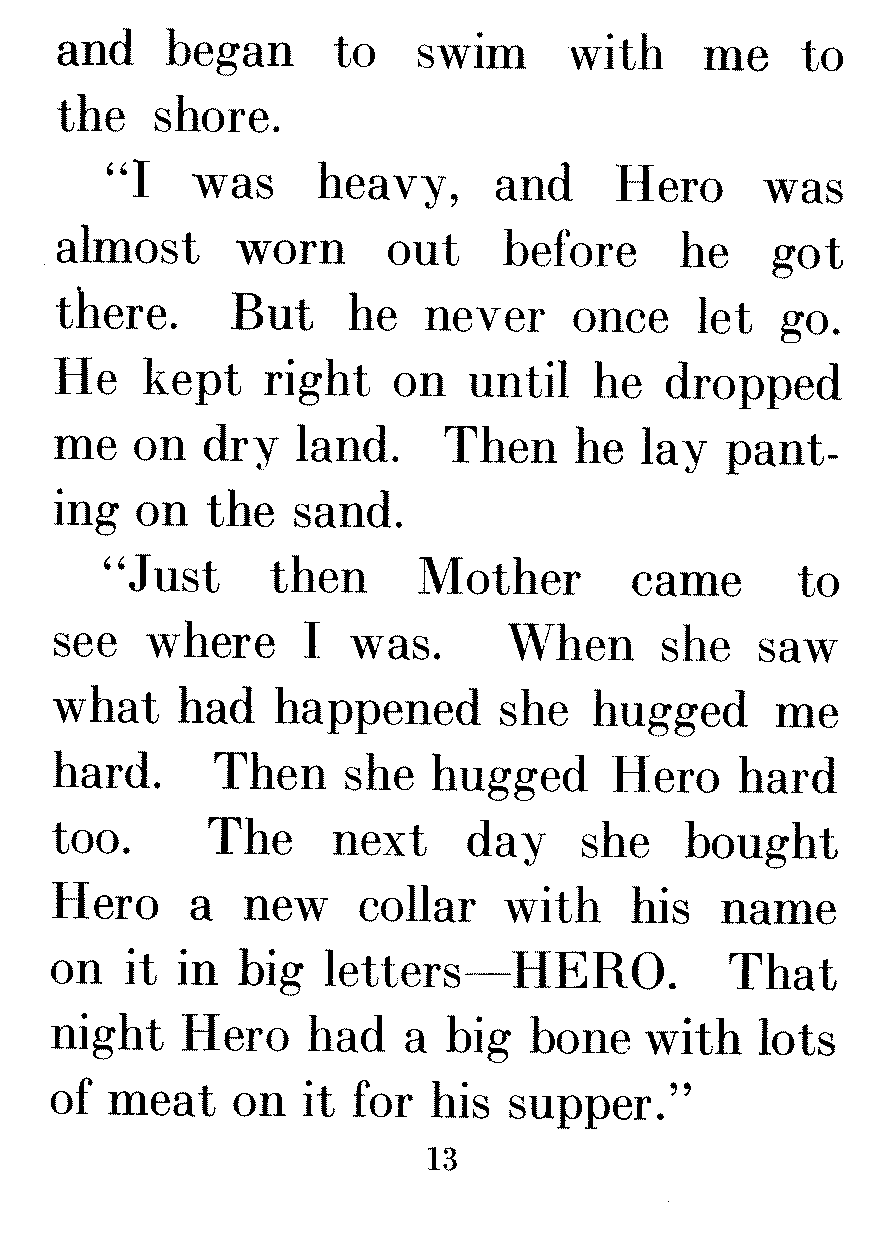 and began to swim with me to
the shore.
“I was heavy, and Hero was
almost worn out before he got
there. But he never once let go.
He kept right on until he dropped
me on dry land. Then he lay pant-
ing on the sand.
“Just then Mother came to
see where I was. When she saw
what had happened she hugged me
hard. Then she hugged Hero hard
too. The next day she bought
Hero a new collar with his name
on it in big letters—HERO. That
night Hero had a big bone with lots
of meat on it for his supper.”
13